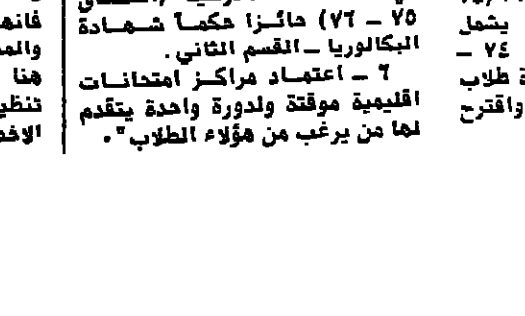 يشمل
٧٤ –
ة طلاب
واقترح
٧٥ – ٧٦) حائزا حكماً شهادة
البكالوريا – القسم الثاني.
٦ – اعتماد مراكز امتحانات
اقليمية موقتة ولدورة واحدة يتقدم
لها من يرغب من هؤلاء الطلاب".
فانه
والم
هنا
تنظي
الاخ